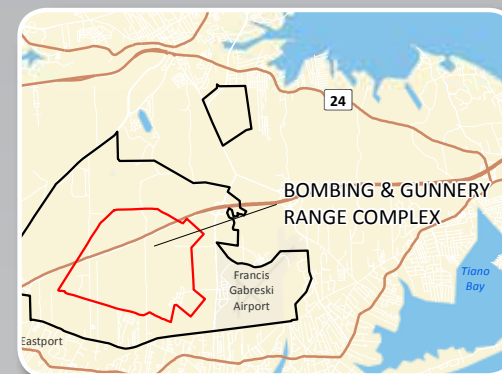 24
BOMBING & GUNNERY
RANGE COMPLEX
Francis
Gabreski
Airport
Tiano
Bay
Eastport